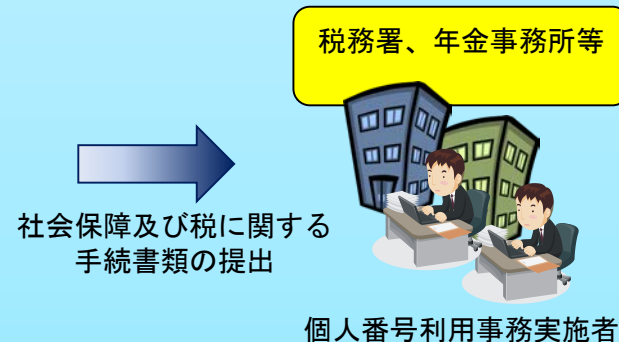 税務署、年金事務所等
社会保障及び税に関する
手続書類の提出
個人番号利用事務実施者